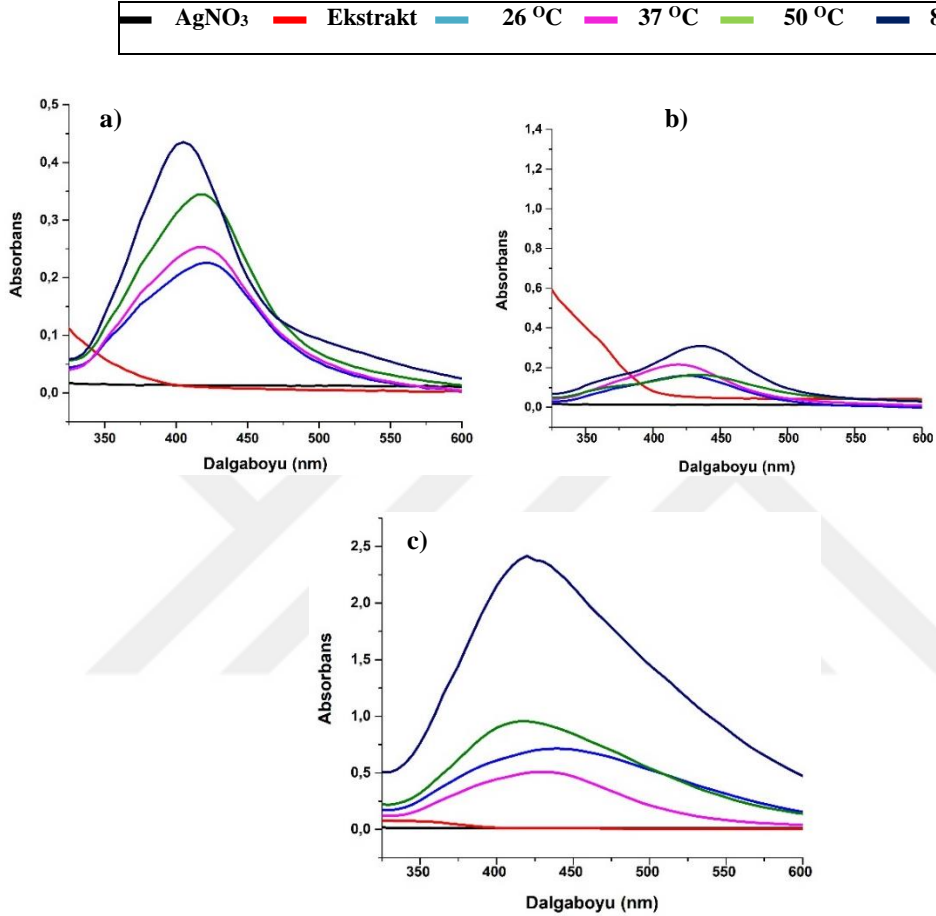 AgNO₃ Ekstrakt 26 ᴼC 37 ᴼC 50 ᴼC 8
a)
0,5
0,4
0,3
0,2
0,1
0,0
Absorbans
350 400 450 500 550 600
Dalgaboyu (nm)
b)
1,4
1,2
1,0
0,8
0,6
0,4
0,2
0,0
Absorbans
350 400 450 500 550 600
Dalgaboyu (nm)
c)
2,5
2,0
1,5
1,0
0,5
0,0
Absorbans
350 400 450 500 550 600
Dalgaboyu (nm)